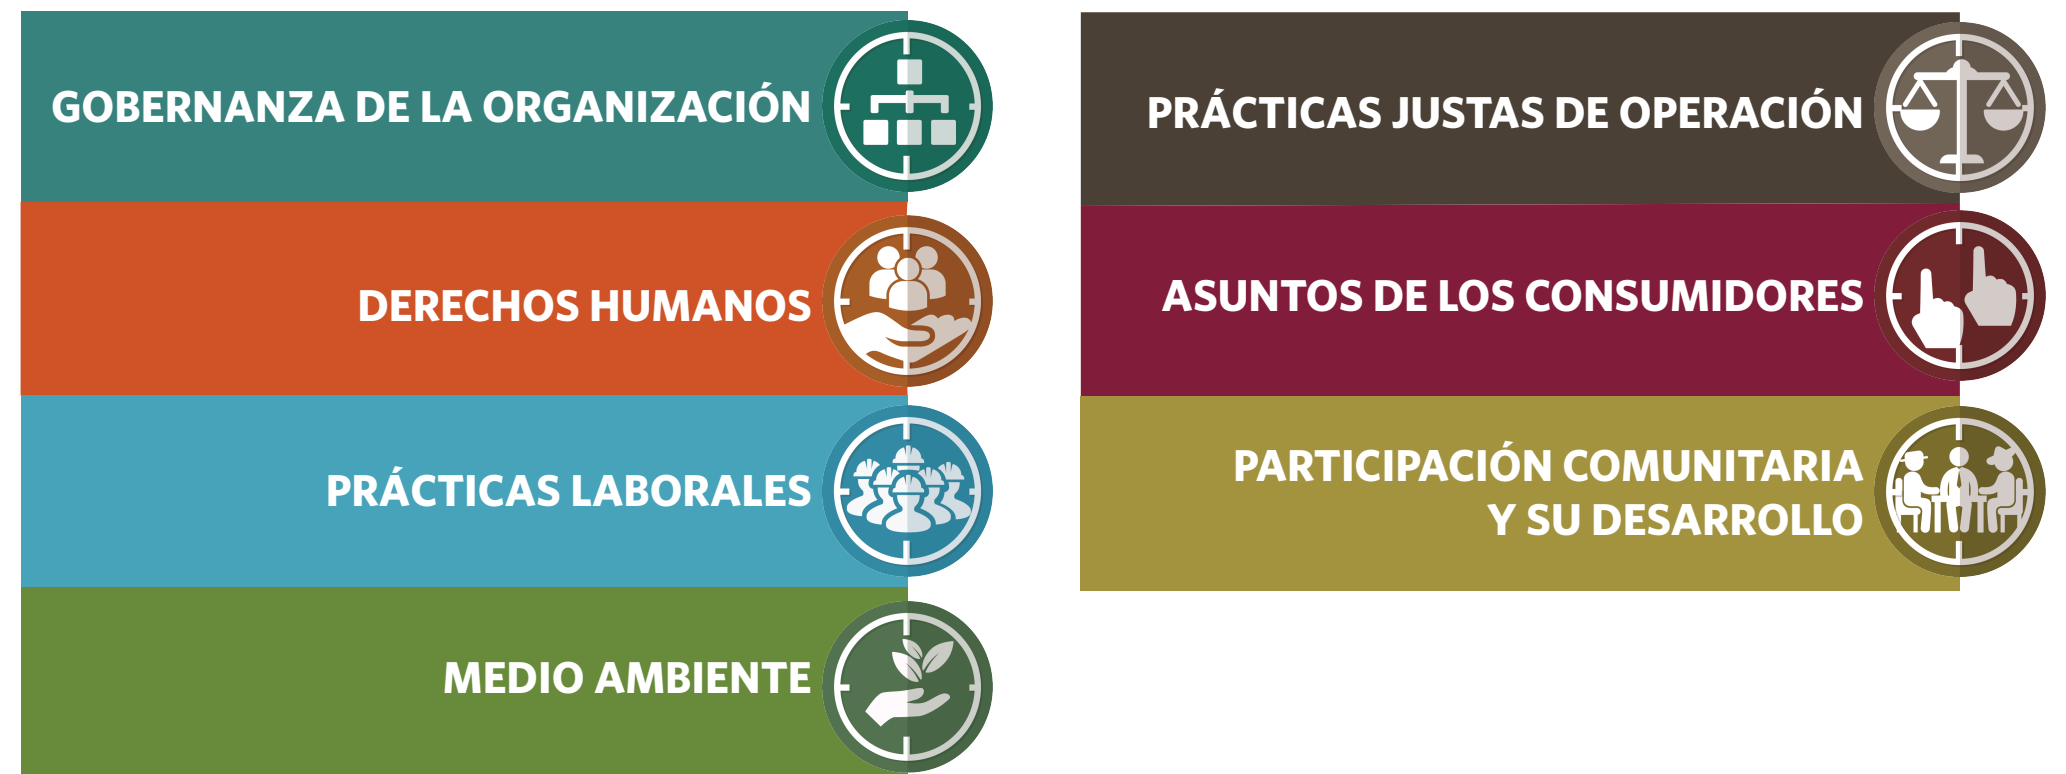 GOBERNANZA DE LA ORGANIZACIÓN
DERECHOS HUMANOS
PRÁCTICAS LABORALES
MEDIO AMBIENTE
PRÁCTICAS JUSTAS DE OPERACIÓN
ASUNTOS DE LOS CONSUMIDORES
PARTICIPACIÓN COMUNITARIA
Y SU DESARROLLO